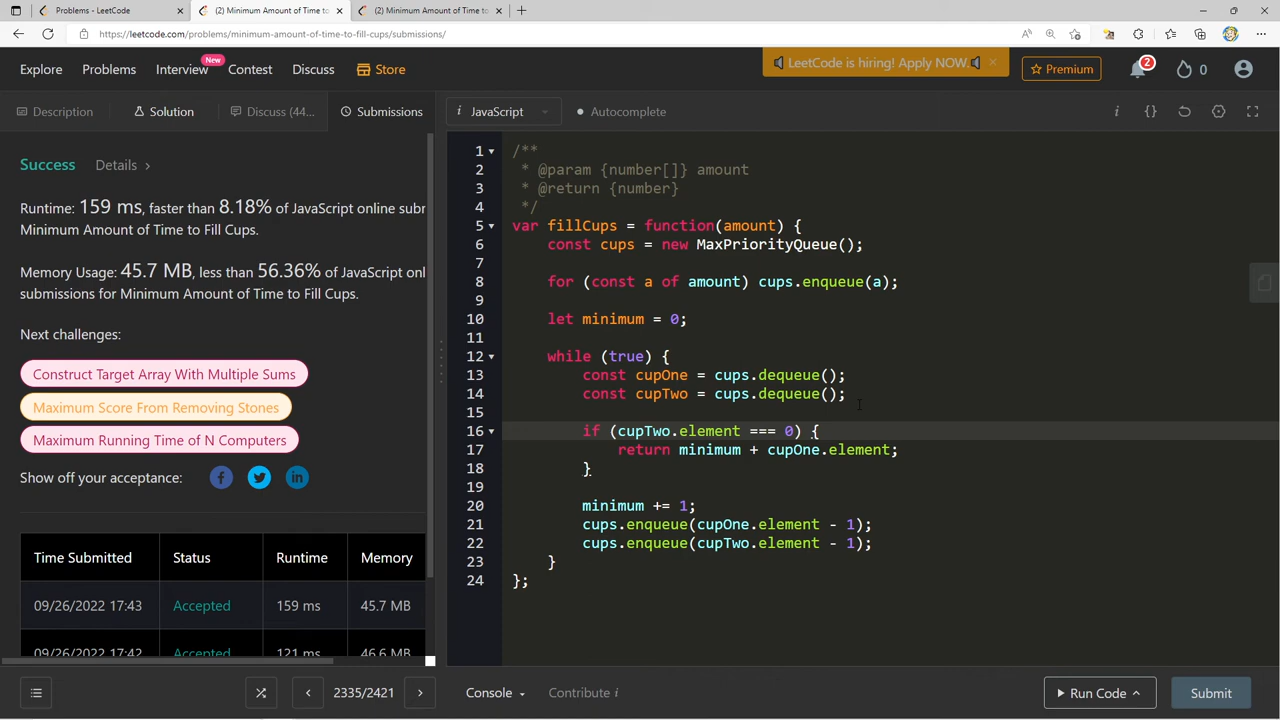 Problems - LeetCode
(2) Minimum Amount of Time to
(2) Minimum Amount of Time to
https://leetcode.com/problems/minimum-amount-of-time-to-fill-cups/submissions/
Explore
Problems
Interview
New
Contest
Discuss
Store
LeetCode is hiring! Apply NOW.
Premium
2
0
Description
Solution
Discuss (44...
Submissions
i JavaScript
Autocomplete
Success
Details >
Runtime: 159 ms, faster than 8.18% of JavaScript online subr
Minimum Amount of Time to Fill Cups.
Memory Usage: 45.7 MB, less than 56.36% of JavaScript onl
submissions for Minimum Amount of Time to Fill Cups.
Next challenges:
Construct Target Array With Multiple Sums
Maximum Score From Removing Stones
Maximum Running Time of N Computers
Show off your acceptance:
Time Submitted Status Runtime Memory
09/26/2022 17:43 Accepted 159 ms 45.7 MB
09/26/2022 17:42 Accepted 121 ms 46.6 MB
1 /**
2 * @param {number[]} amount
3 * @return {number}
4 */
5 var fillCups = function(amount) {
6 const cups = new MaxPriorityQueue();
7
8 for (const a of amount) cups.enqueue(a);
9
10 let minimum = 0;
11
12 while (true) {
13 const cupOne = cups.dequeue();
14 const cupTwo = cups.dequeue();
15
16 if (cupTwo.element === 0) {
17 return minimum + cupOne.element;
18 }
19
20 minimum += 1;
21 cups.enqueue(cupOne.element - 1);
22 cups.enqueue(cupTwo.element - 1);
23 }
24 };
2335/2421
Console
Contribute i
Run Code
Submit